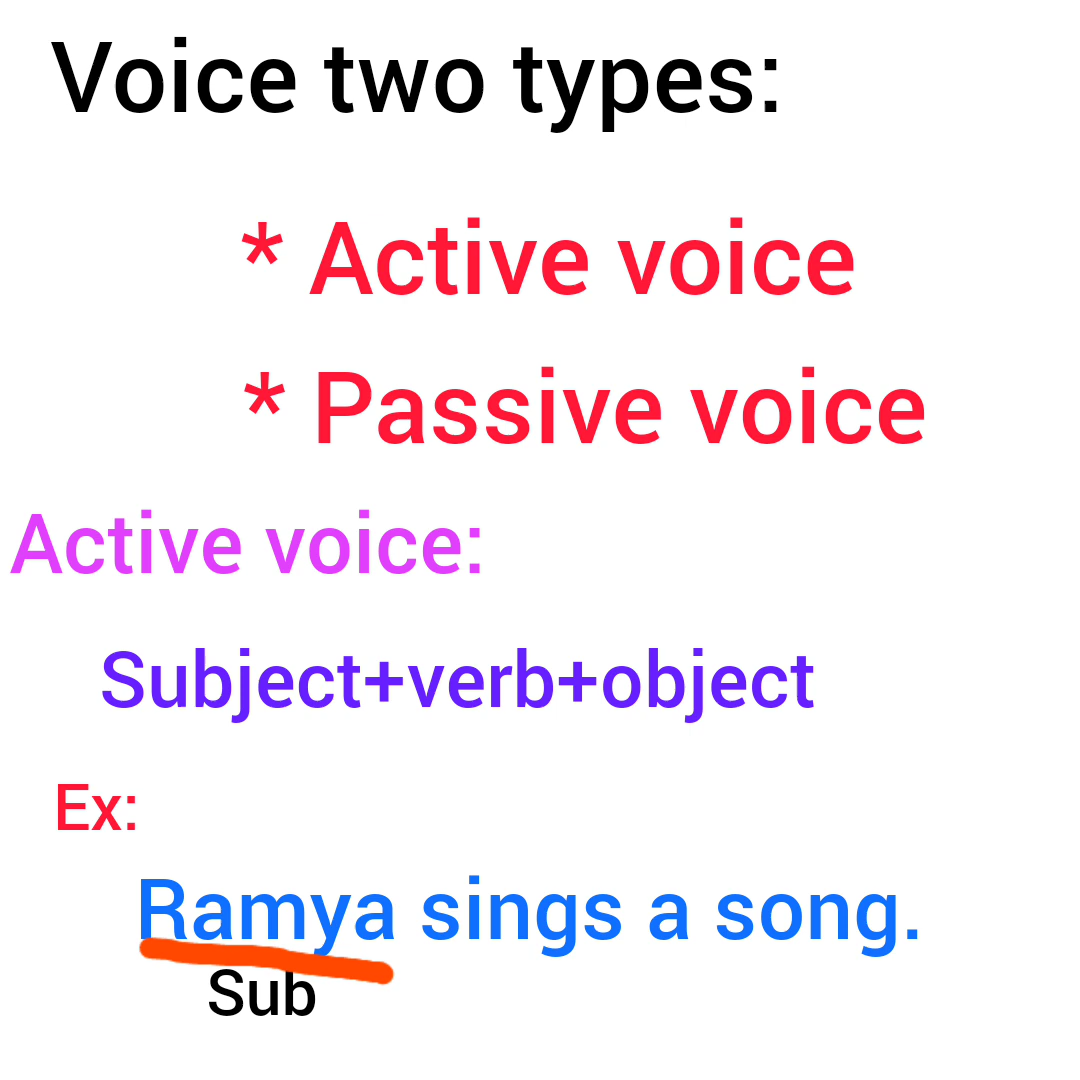 Voice two types:
* Active voice
* Passive voice
Active voice:
Subject+verb+object
Ex:
Ramya sings a song.
Sub